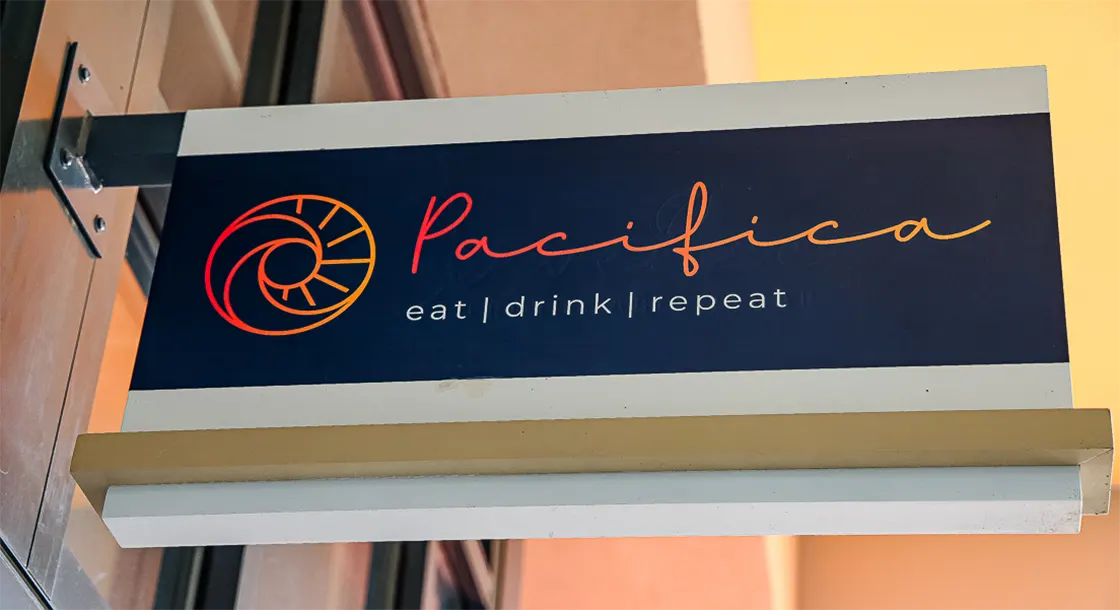 Pacifica
eat | drink | repeat